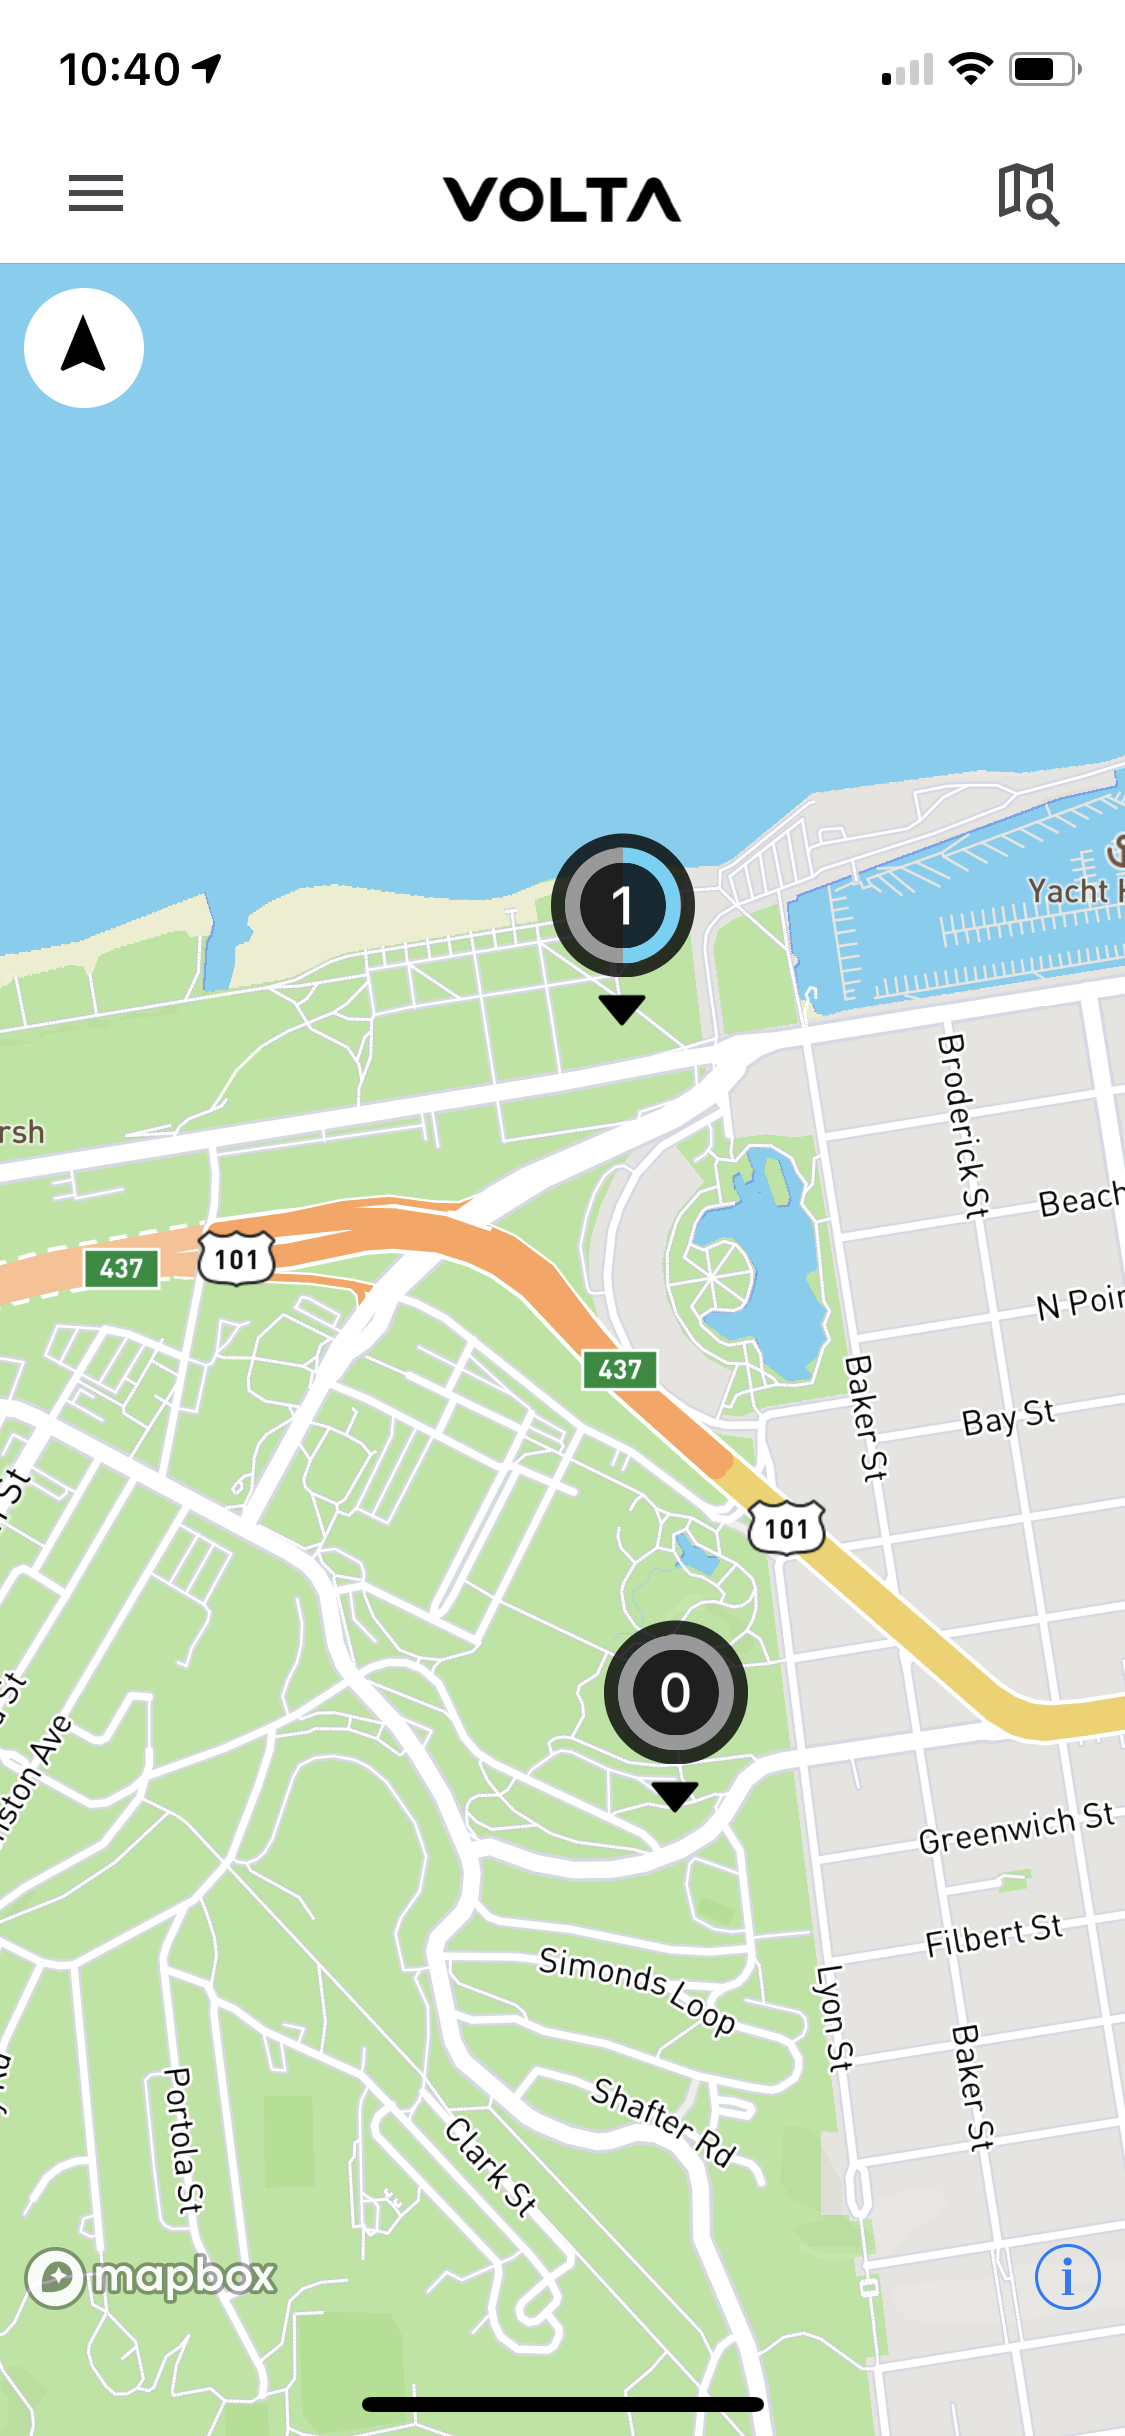 10:40
VOLTA
1
Yacht
rsh
Broderick St
Beach
101
437
N Poin
437
Baker St
Bay St
St
101
0
St
nston Ave
Greenwich St
Filbert St
Simonds Loop
Lyon St
Baker St
Shafter Rd
Portola St
Clark St
mapbox
i